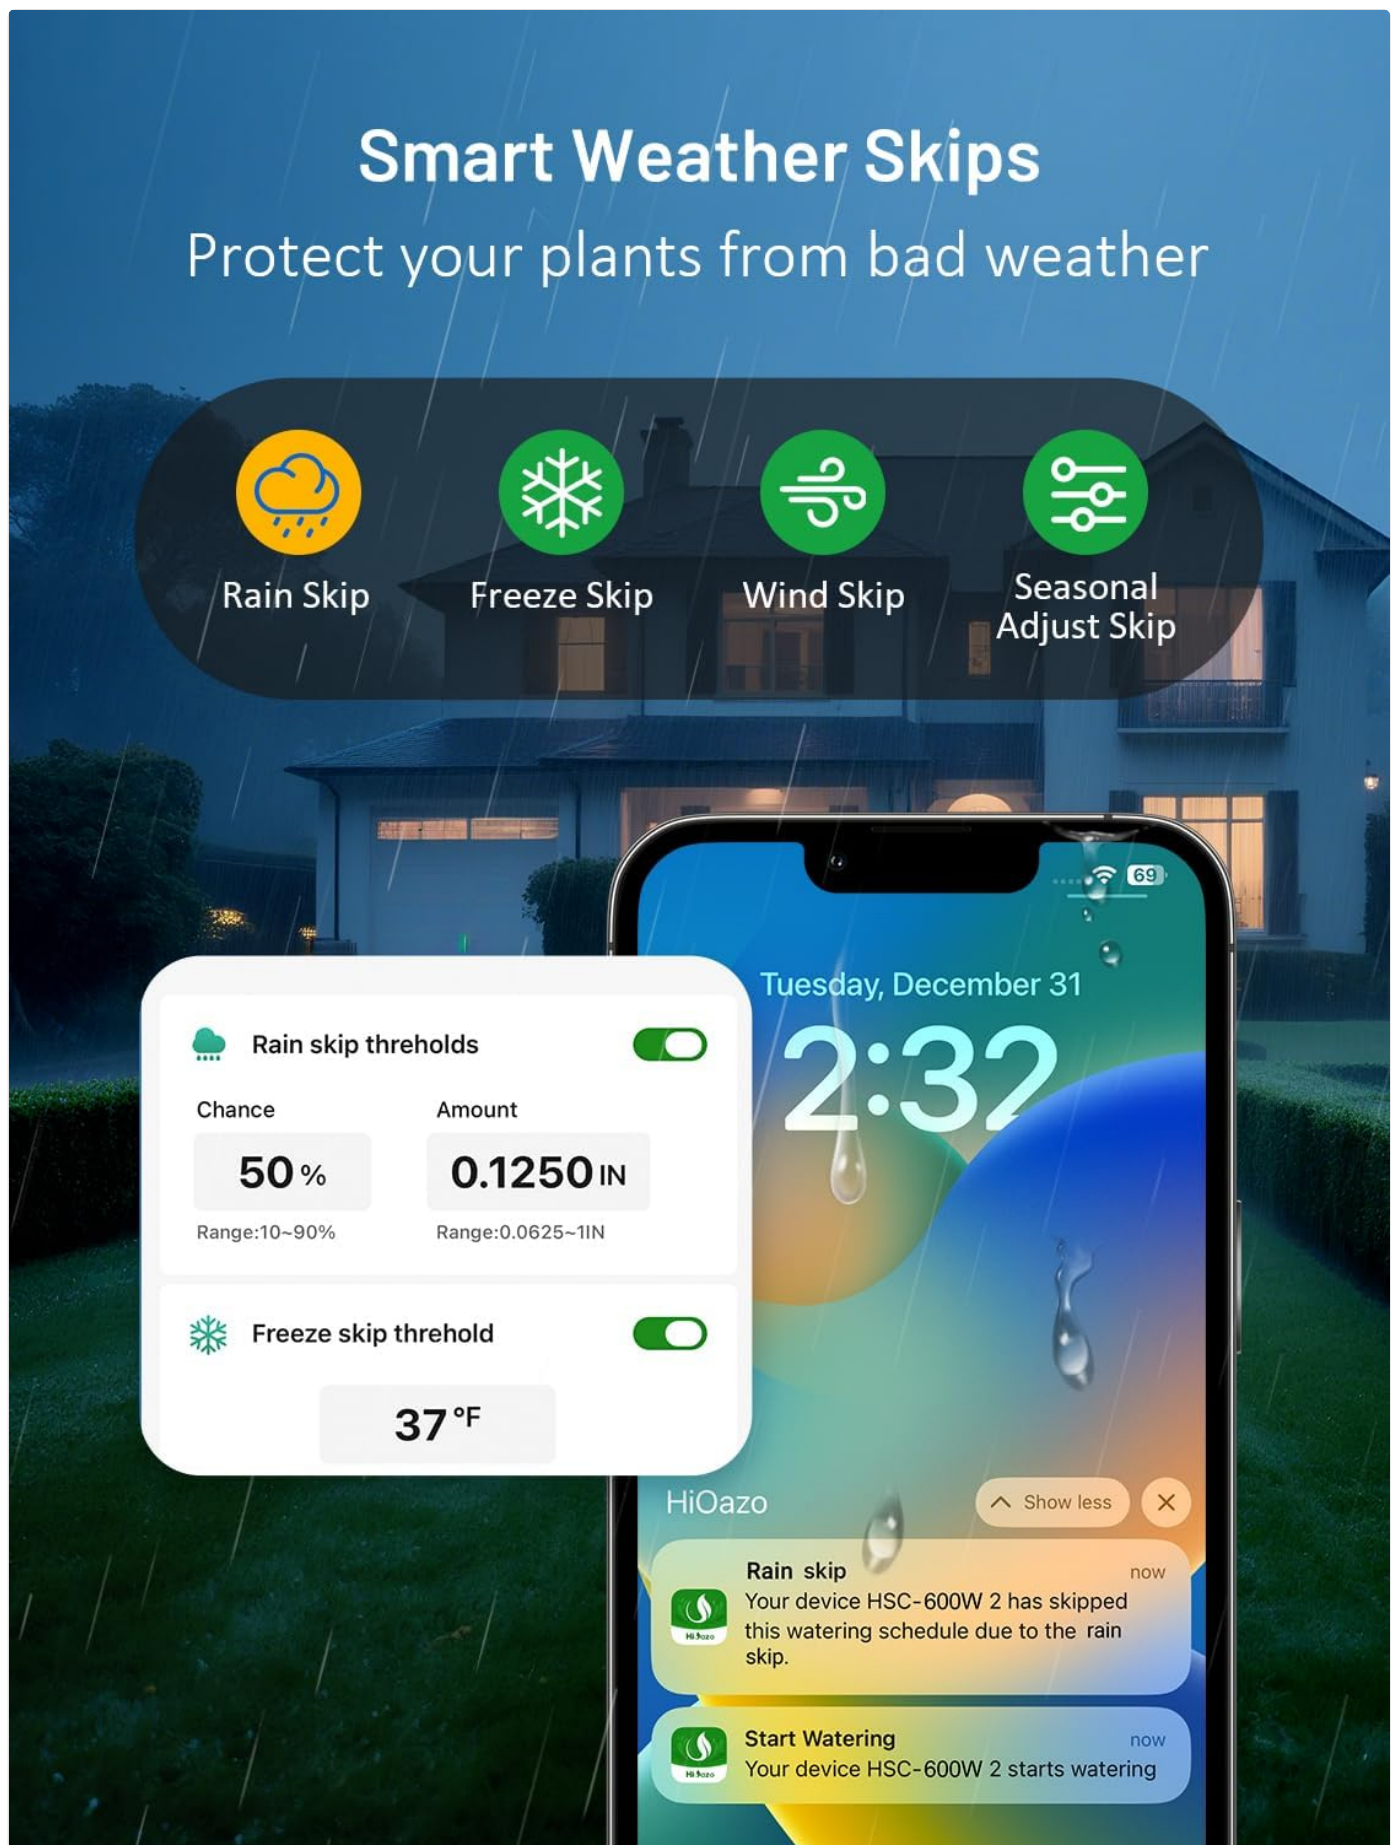 Smart Weather Skips
Protect your plants from bad weather
Rain Skip
Freeze Skip
Wind Skip
Seasonal
Adjust Skip
69
Tuesday, December 31
2:32
Rain skip threholds
Chance
Amount
50 %
0.1250 IN
Range:10~90%
Range:0.0625~1IN
Freeze skip threhold
37 °F
HiOazo
Show less
Rain skip
now
Your device HSC-600W 2 has skipped
this watering schedule due to the rain
skip.
HiOazo
Start Watering
now
Your device HSC-600W 2 starts watering
HiOazo